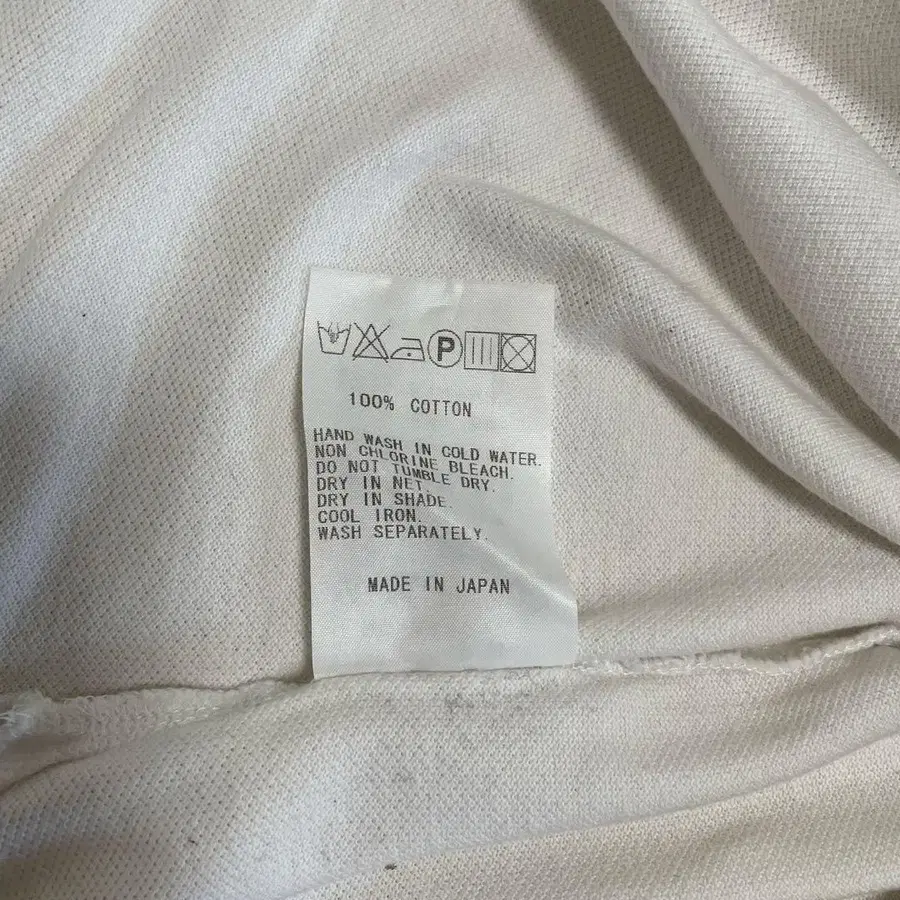 P
100% COTTON
HAND WASH IN COLD WATER.
NON CHLORINE BLEACH.
DO NOT TUMBLE DRY.
DRY IN NET.
DRY IN SHADE.
COOL IRON.
WASH SEPARATELY.
MADE IN JAPAN